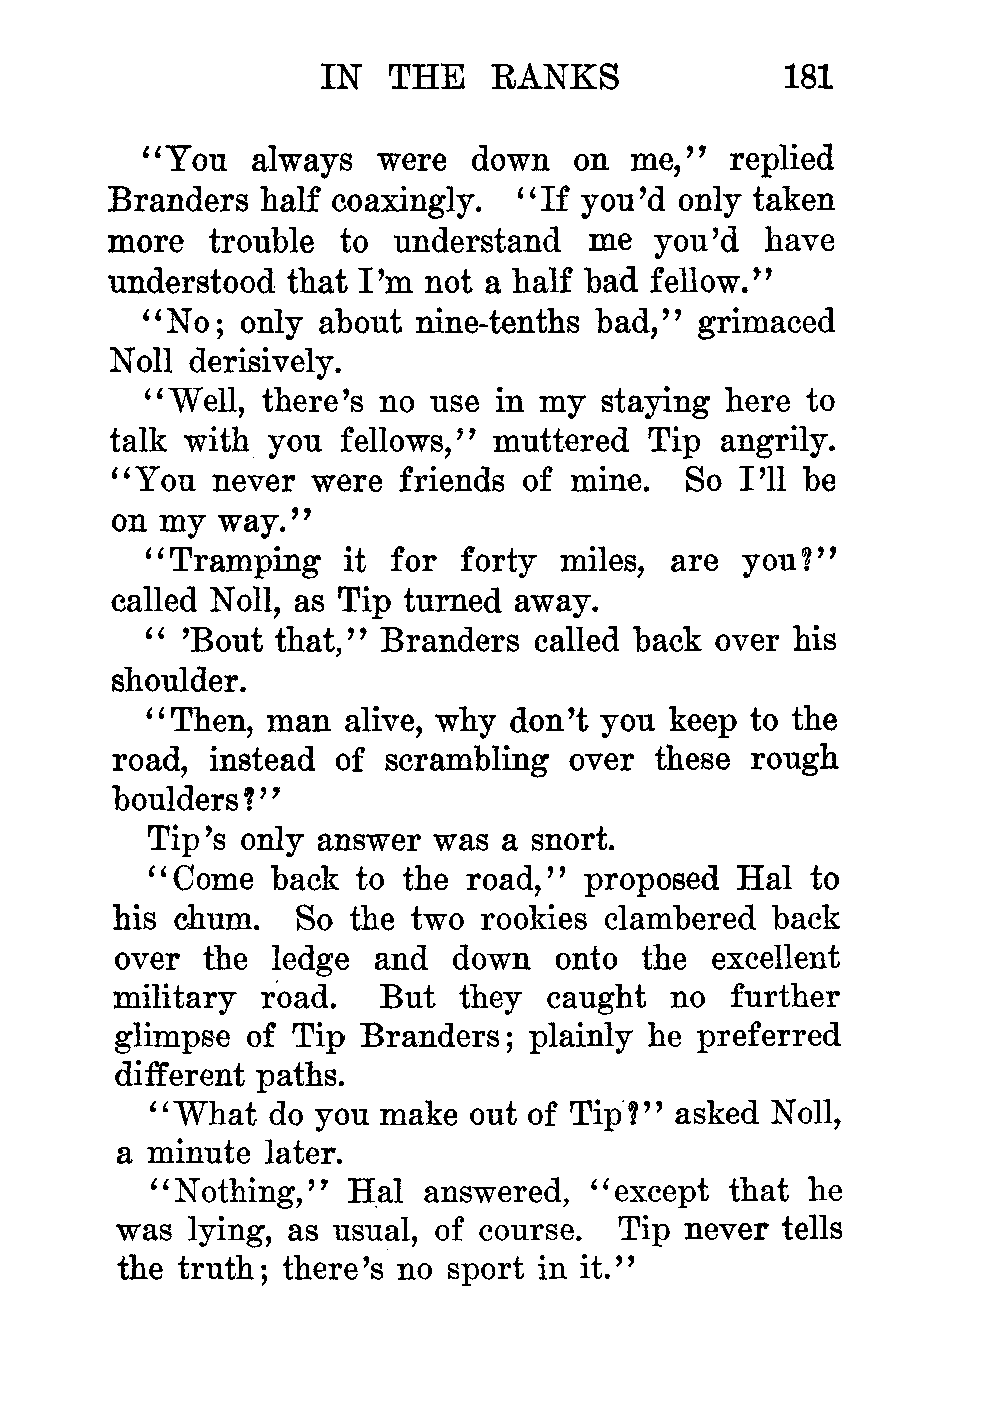 IN THE RANKS 181
“You always were down on me,” replied
Branders half coaxingly. “If you’d only taken
more trouble to understand me you’d have
understood that I’m not a half bad fellow.”
“No; only about nine-tenths bad,” grimaced
Noll derisively.
“Well, there’s no use in my staying here to
talk with you fellows,” muttered Tip angrily.
“You never were friends of mine. So I’ll be
on my way.”
“Tramping it for forty miles, are you?”
called Noll, as Tip turned away.
“ ’Bout that,” Branders called back over his
shoulder.
“Then, man alive, why don’t you keep to the
road, instead of scrambling over these rough
boulders?”
Tip’s only answer was a snort.
“Come back to the road,” proposed Hal to
his chum. So the two rookies clambered back
over the ledge and down onto the excellent
military road. But they caught no further
glimpse of Tip Branders; plainly he preferred
different paths.
“What do you make out of Tip?” asked Noll,
a minute later.
“Nothing,” Hal answered, “except that he
was lying, as usual, of course. Tip never tells
the truth; there’s no sport in it.”